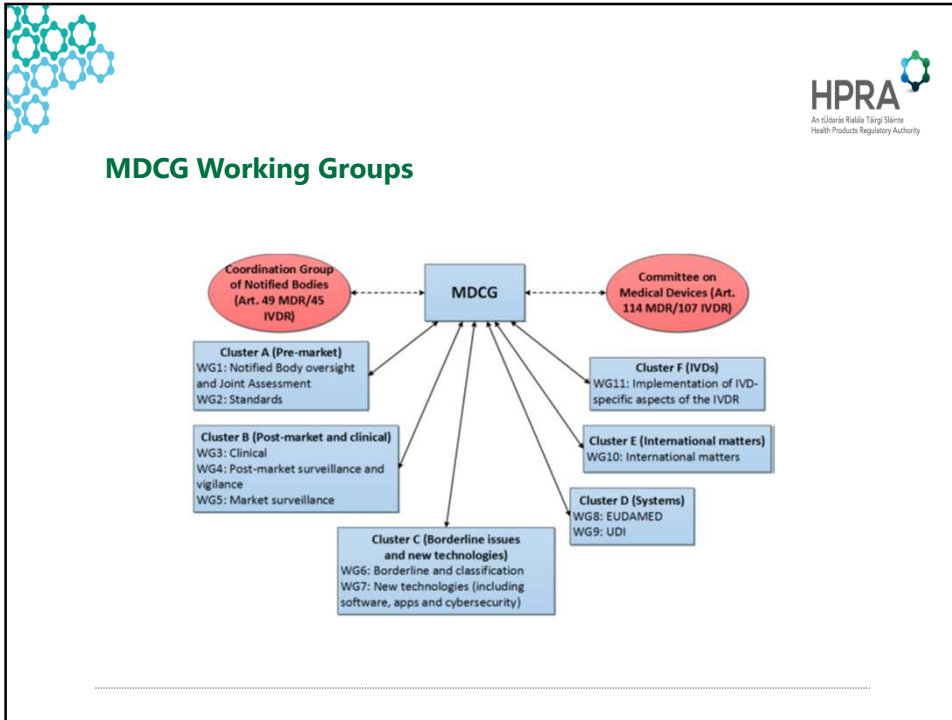 HPRA
An tÚdarás Rialála Táirgí Sláinte
Health Products Regulatory Authority
MDCG Working Groups
Coordination Group
of Notified Bodies
(Art. 49 MDR/45
IVDR)
MDCG
Committee on
Medical Devices (Art.
114 MDR/107 IVDR)
Cluster A (Pre-market)
WG1: Notified Body oversight
and Joint Assessment
WG2: Standards
Cluster F (IVDs)
WG11: Implementation of IVD-
specific aspects of the IVDR
Cluster B (Post-market and clinical)
WG3: Clinical
WG4: Post-market surveillance and
vigilance
WG5: Market surveillance
Cluster E (International matters)
WG10: International matters
Cluster D (Systems)
WG8: EUDAMED
WG9: UDI
Cluster C (Borderline issues
and new technologies)
WG6: Borderline and classification
WG7: New technologies (including
software, apps and cybersecurity)